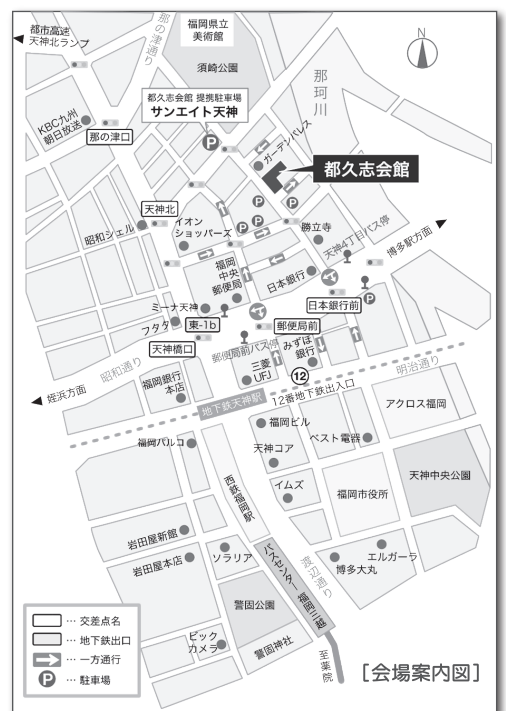 都市高速
天神北ランプ
那の津通り
福岡県立
美術館
N
須崎公園
那珂川
KBC九州
朝日放送
那の津口
都久志会館 提携駐車場
サンエイト天神
P
ガーデンパレス
都久志会館
P
P
P
P
天神北
昭和シェル
イオン
ショッパーズ
勝立寺
天神4丁目バス停
博多駅方面
福岡
中央
郵便局
日本銀行
日本銀行前
P
ミーナ天神
フタタ
東-1b
郵便局前
天神橋口
郵便局前バス停
みずほ
銀行
昭和通り
姪浜方面
福岡銀行
本店
三菱
UFJ
12
明治通り
12番地下鉄出入口
地下鉄天神駅
アクロス福岡
福岡パルコ
福岡ビル
天神コア
ベスト電器
イムズ
西鉄福岡駅
福岡市役所
天神中央公園
岩田屋新館
岩田屋本店
ソラリア
バスセンター 福岡三越
渡辺通り
博多大丸
エルガーラ
警固公園
ビック
カメラ
警固神社
至薬院
… 交差点名
… 地下鉄出口
… 一方通行
P … 駐車場
[会場案内図]